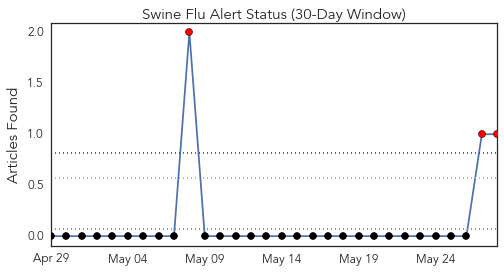 Swine Flu Alert Status (30-Day Window)
Articles Found
2.0
1.5
1.0
0.5
0.0
Apr 29 May 04 May 09 May 14 May 19 May 24